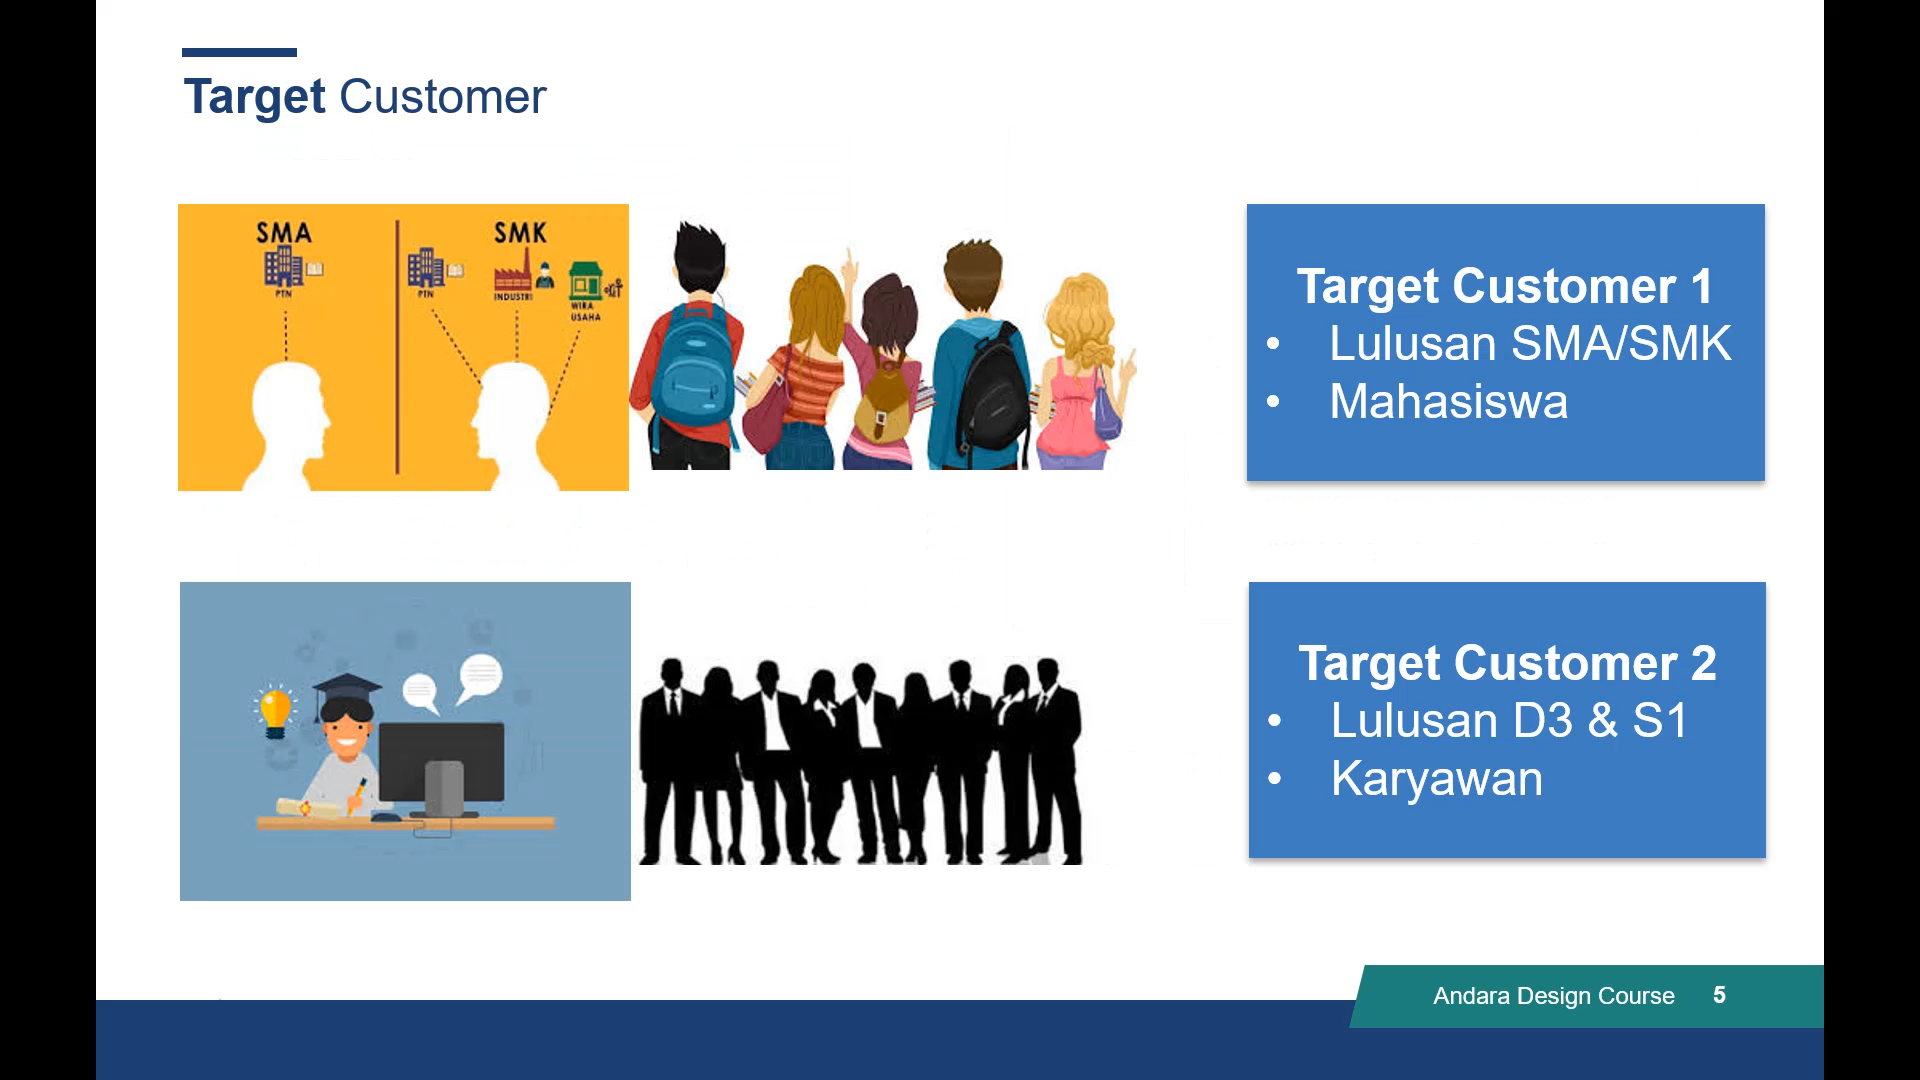 Target Customer
SMA
PTN
SMK
PTN
INDUSTRI
WIRA
USAHA
Target Customer 1
• Lulusan SMA/SMK
• Mahasiswa
Target Customer 2
• Lulusan D3 & S1
• Karyawan
Andara Design Course 5